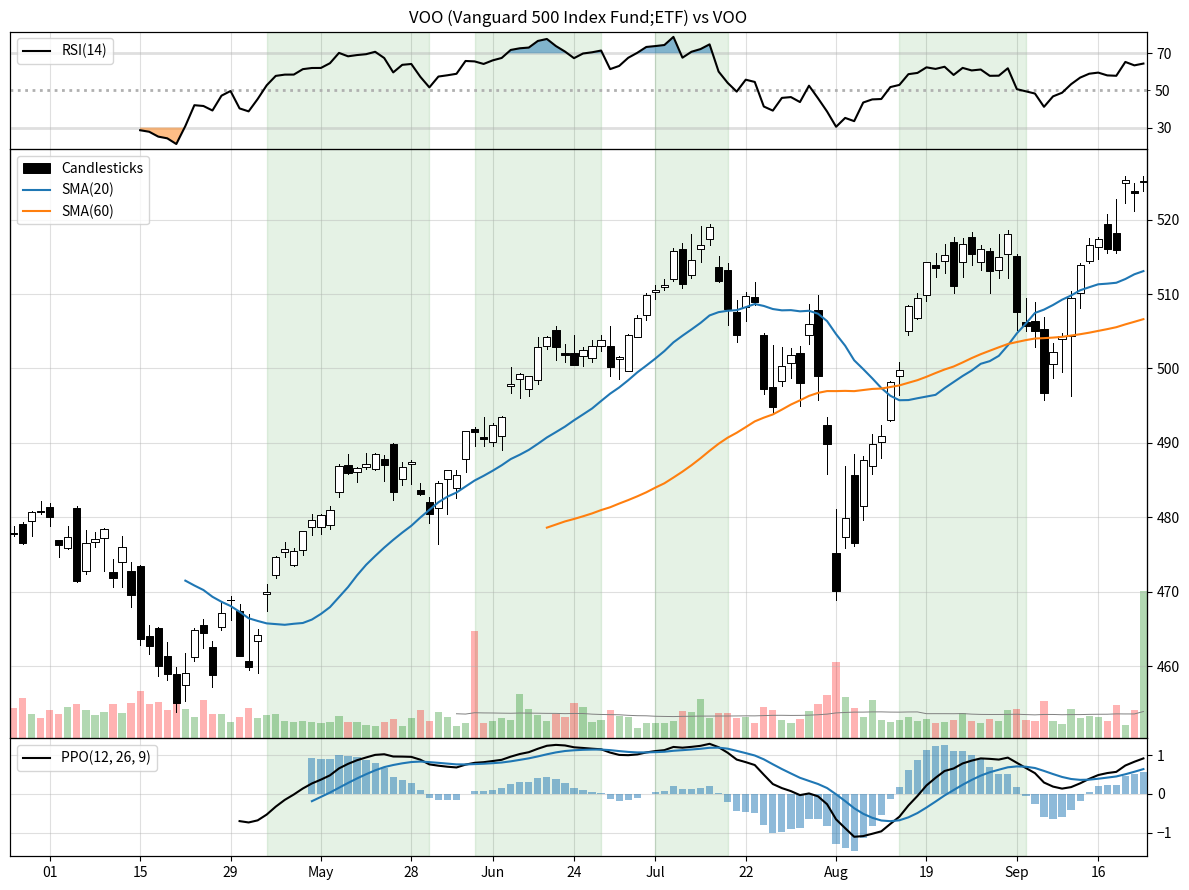 VOO (Vanguard 500 Index Fund;ETF) vs VOO
RSI(14)
70
50
30
Candlesticks
SMA(20)
SMA(60)
520
510
500
490
480
470
460
PPO(12, 26, 9)
1
0
−1
01 15 29 May 28 Jun 24 Jul 22 Aug 19 Sep 16